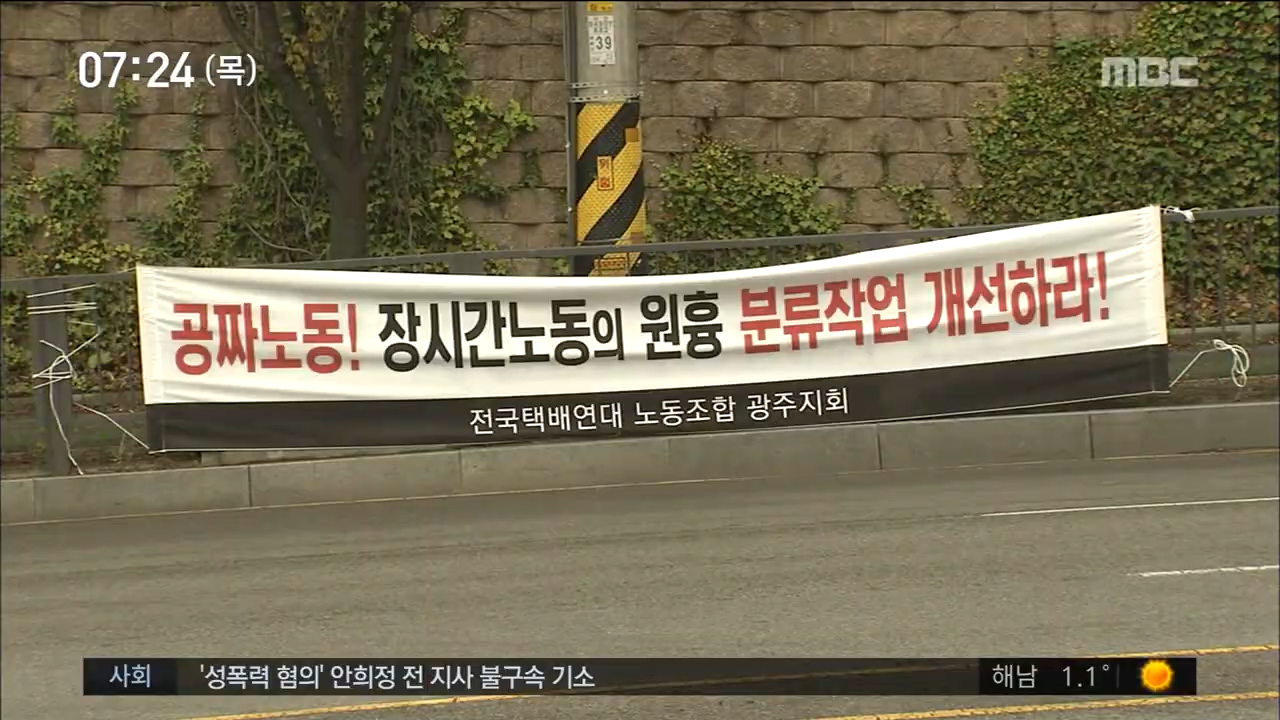 07:24 (목)
MBC
39
위험
공짜노동! 장시간노동의 원흉 분류작업 개선하라!
전국택배연대 노동조합 광주지회
사회 '성폭력 혐의' 안희정 전 지사 불구속 기소 해남 1.1°